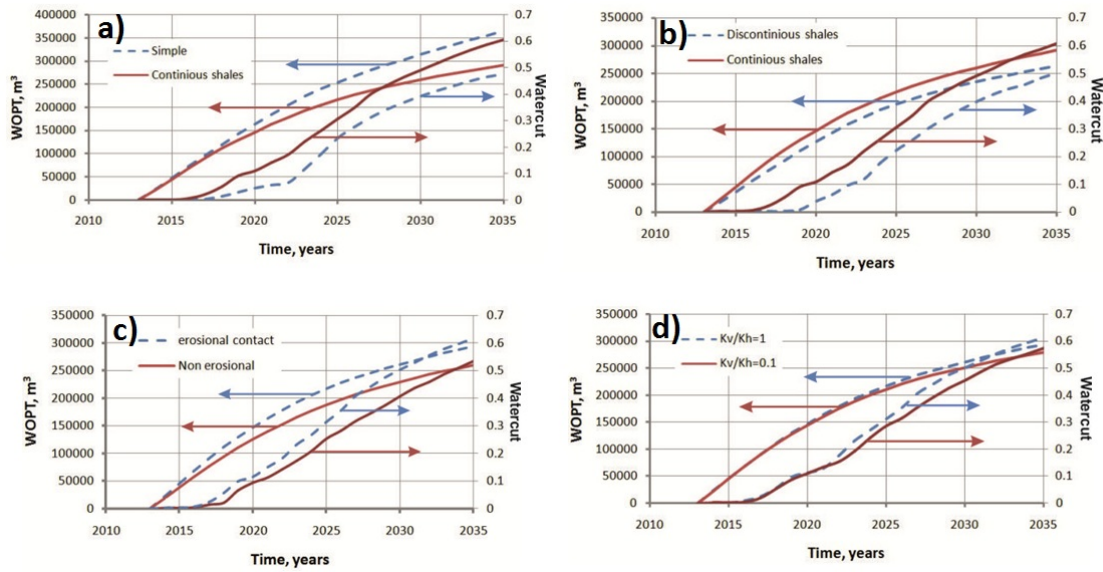 a)
WOPT, m³
400000
350000
300000
250000
200000
150000
100000
50000
0
Simple
Continious shales
0.7
0.6
0.5
0.4
0.3
0.2
0.1
0
Watercut
2010 2015 2020 2025 2030 2035
Time, years
b)
WOPT, m³
350000
300000
250000
200000
150000
100000
50000
0
Discontinious shales
Continious shales
0.7
0.6
0.5
0.4
0.3
0.2
0.1
0
Watercut
2010 2015 2020 2025 2030 2035
Time, years
c)
WOPT, m³
350000
300000
250000
200000
150000
100000
50000
0
erosional contact
Non erosional
0.7
0.6
0.5
0.4
0.3
0.2
0.1
0
Watercut
2010 2015 2020 2025 2030 2035
Time, years
d)
WOPT, m³
350000
300000
250000
200000
150000
100000
50000
0
Kv/Kh=1
Kv/Kh=0.1
0.7
0.6
0.5
0.4
0.3
0.2
0.1
0
Watercut
2010 2015 2020 2025 2030 2035
Time, years